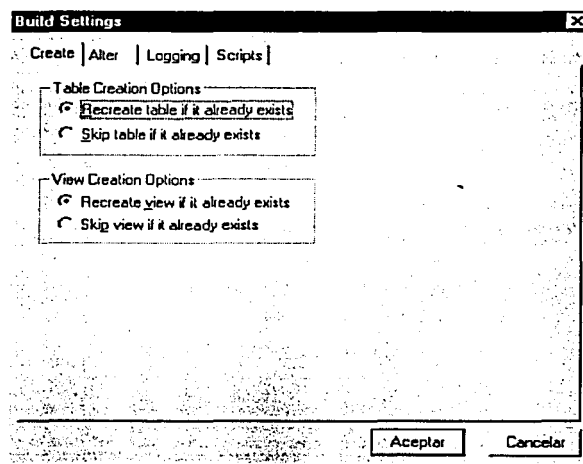 Build Settings
Create Alter Logging Scripts
Table Creation Options
Recreate table if it already exists
Skip table if it already exists
View Creation Options
Recreate view if it already exists
Skip view if it already exists
Aceptar Cancelar